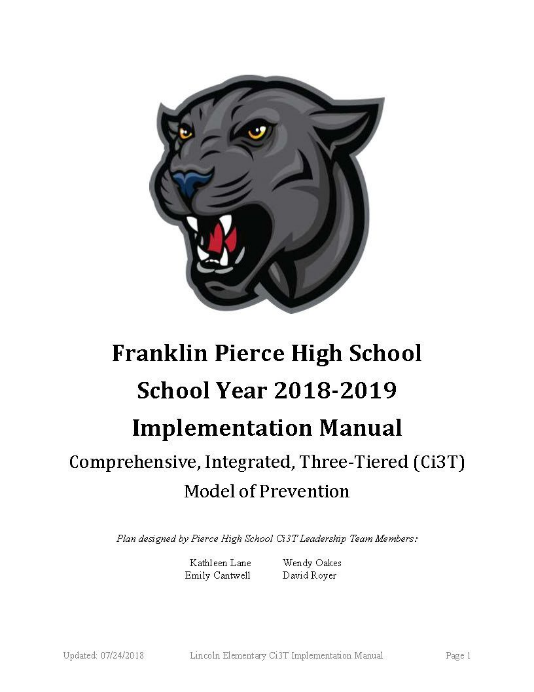 Franklin Pierce High School
School Year 2018-2019
Implementation Manual
Comprehensive, Integrated, Three-Tiered (Ci3T)
Model of Prevention
Plan designed by Pierce High School Ci3T Leadership Team Members:
Kathleen Lane Wendy Oakes
Emily Cantwell David Royer
Updated: 07/24/2018 Lincoln Elementary Ci3T Implementation Manual Page 1